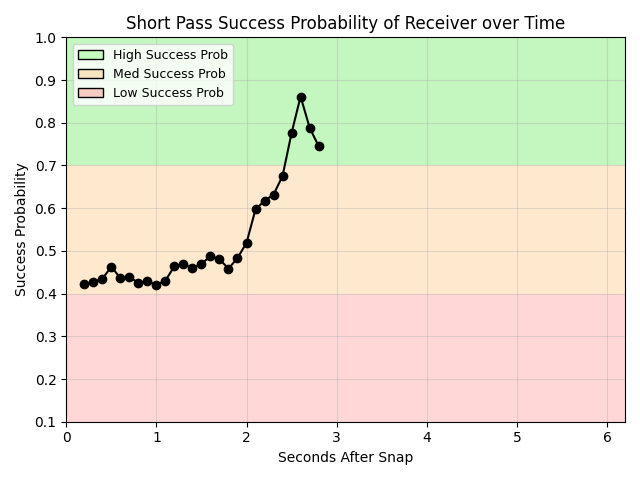 Short Pass Success Probability of Receiver over Time
High Success Prob
Med Success Prob
Low Success Prob
Success Probability
1.0
0.9
0.8
0.7
0.6
0.5
0.4
0.3
0.2
0.1
0 1 2 3 4 5 6
Seconds After Snap